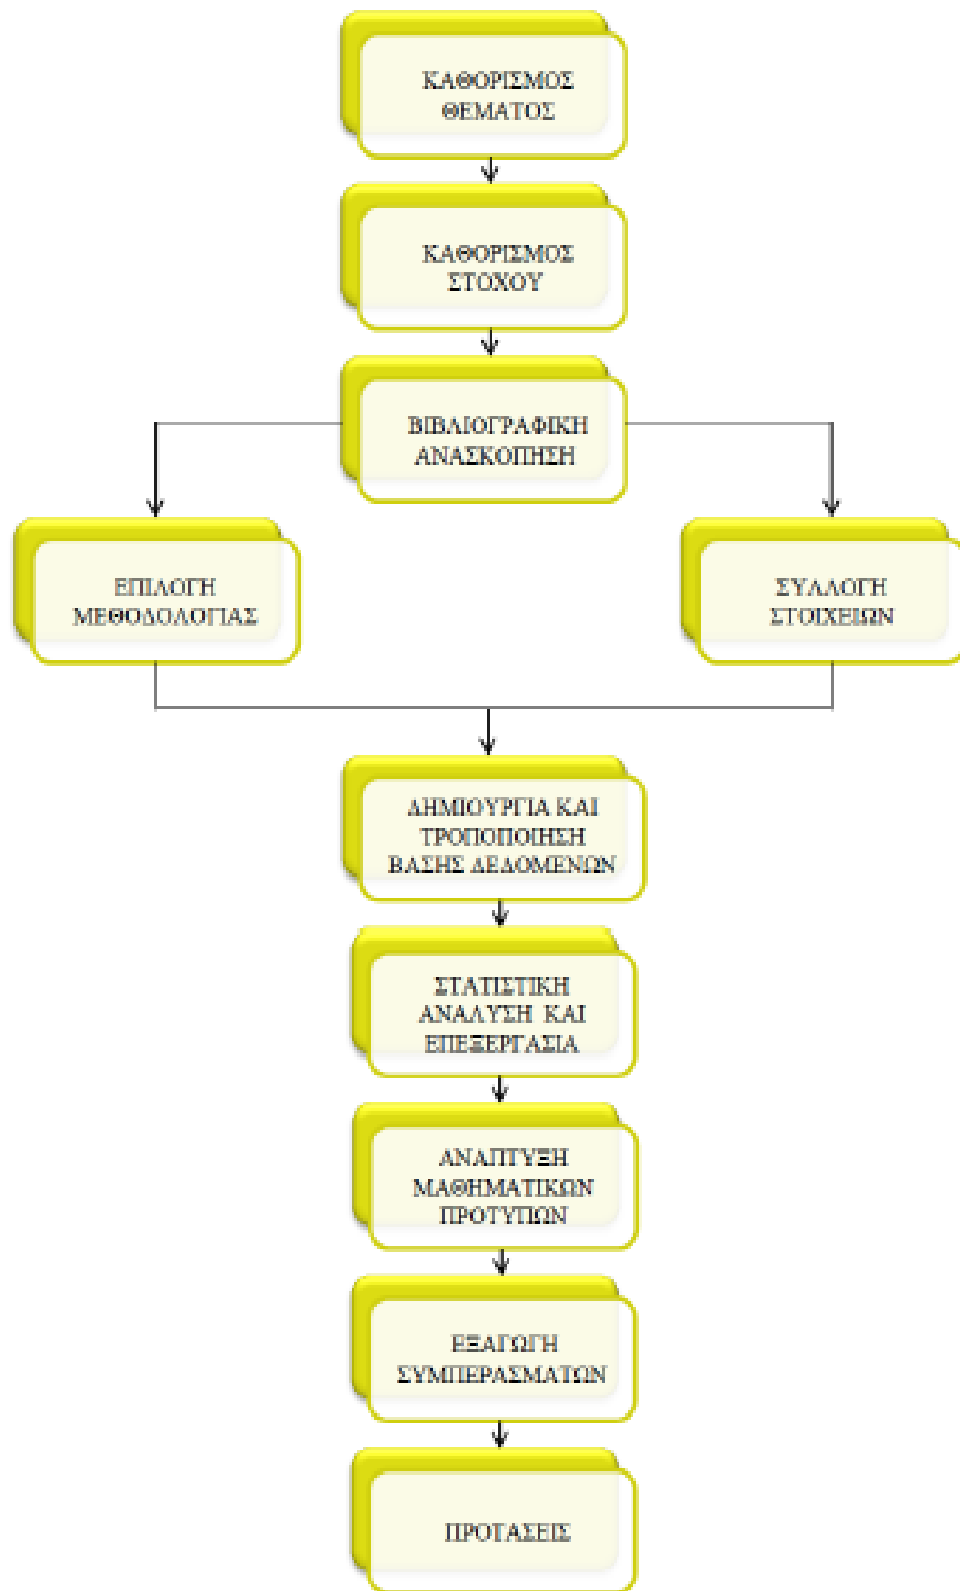 ΚΑΘΟΡΙΣΜΟΣ
ΘΕΜΑΤΟΣ
ΚΑΘΟΡΙΣΜΟΣ
ΣΤΟΧΟΥ
ΒΙΒΛΙΟΓΡΑΦΙΚΗ
ΑΝΑΣΚΟΠΗΣΗ
ΕΠΙΛΟΓΗ
ΜΕΘΟΔΟΛΟΓΙΑΣ
ΣΥΛΛΟΓΗ
ΣΤΟΙΧΕΙΩΝ
ΔΗΜΙΟΥΡΓΙΑ ΚΑΙ
ΤΡΟΠΟΠΟΙΗΣΗ
ΒΑΣΗΣ ΔΕΔΟΜΕΝΩΝ
ΣΤΑΤΙΣΤΙΚΗ
ΑΝΑΛΥΣΗ ΚΑΙ
ΕΠΕΞΕΡΓΑΣΙΑ
ΑΝΑΠΤΥΞΗ
ΜΑΘΗΜΑΤΙΚΩΝ
ΠΡΟΤΥΠΩΝ
ΕΞΑΓΩΓΗ
ΣΥΜΠΕΡΑΣΜΑΤΩΝ
ΠΡΟΤΑΣΕΙΣ